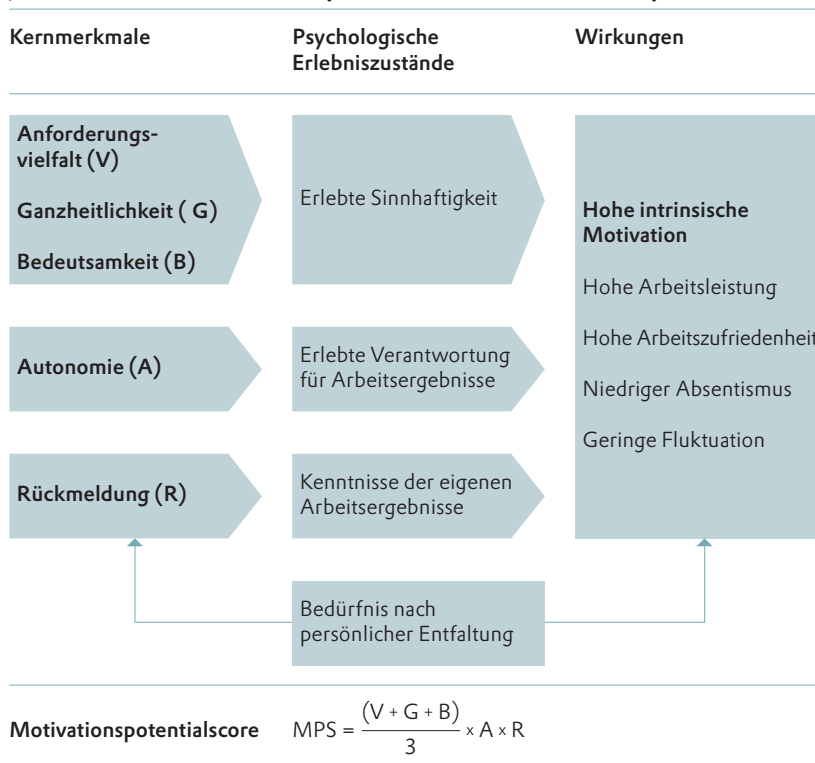 Kernmerkmale
Psychologische
Erlebniszustände
Wirkungen
Anforderungs-
vielfalt (V)
Ganzheitlichkeit ( G)
Bedeutsamkeit (B)
Erlebte Sinnhaftigkeit
Hohe intrinsische
Motivation
Hohe Arbeitsleistung
Hohe Arbeitszufriedenheit
Niedriger Absentismus
Geringe Fluktuation
Autonomie (A)
Erlebte Verantwortung
für Arbeitsergebnisse
Rückmeldung (R)
Kenntnisse der eigenen
Arbeitsergebnisse
Bedürfnis nach
persönlicher Entfaltung
Motivationspotentialscore
MPS = (V + G + B) / 3 × A × R